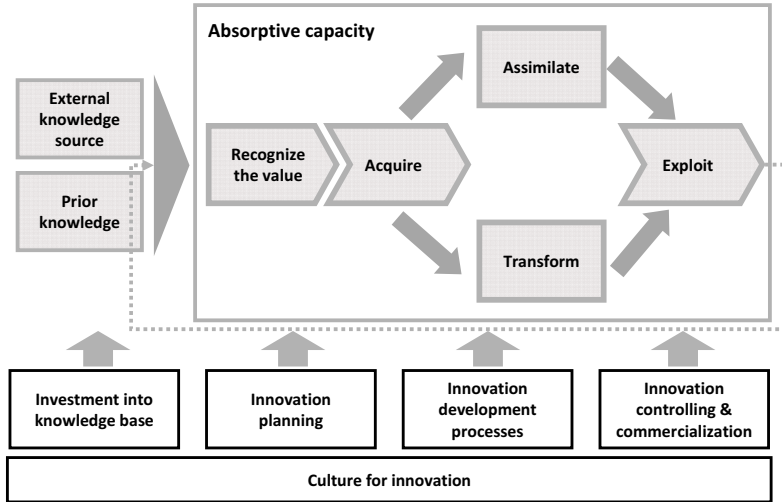 Absorptive capacity
External
knowledge
source
Prior
knowledge
Recognize
the value
Acquire
Assimilate
Transform
Exploit
Investment into
knowledge base
Innovation
planning
Innovation
development
processes
Innovation
controlling &
commercialization
Culture for innovation